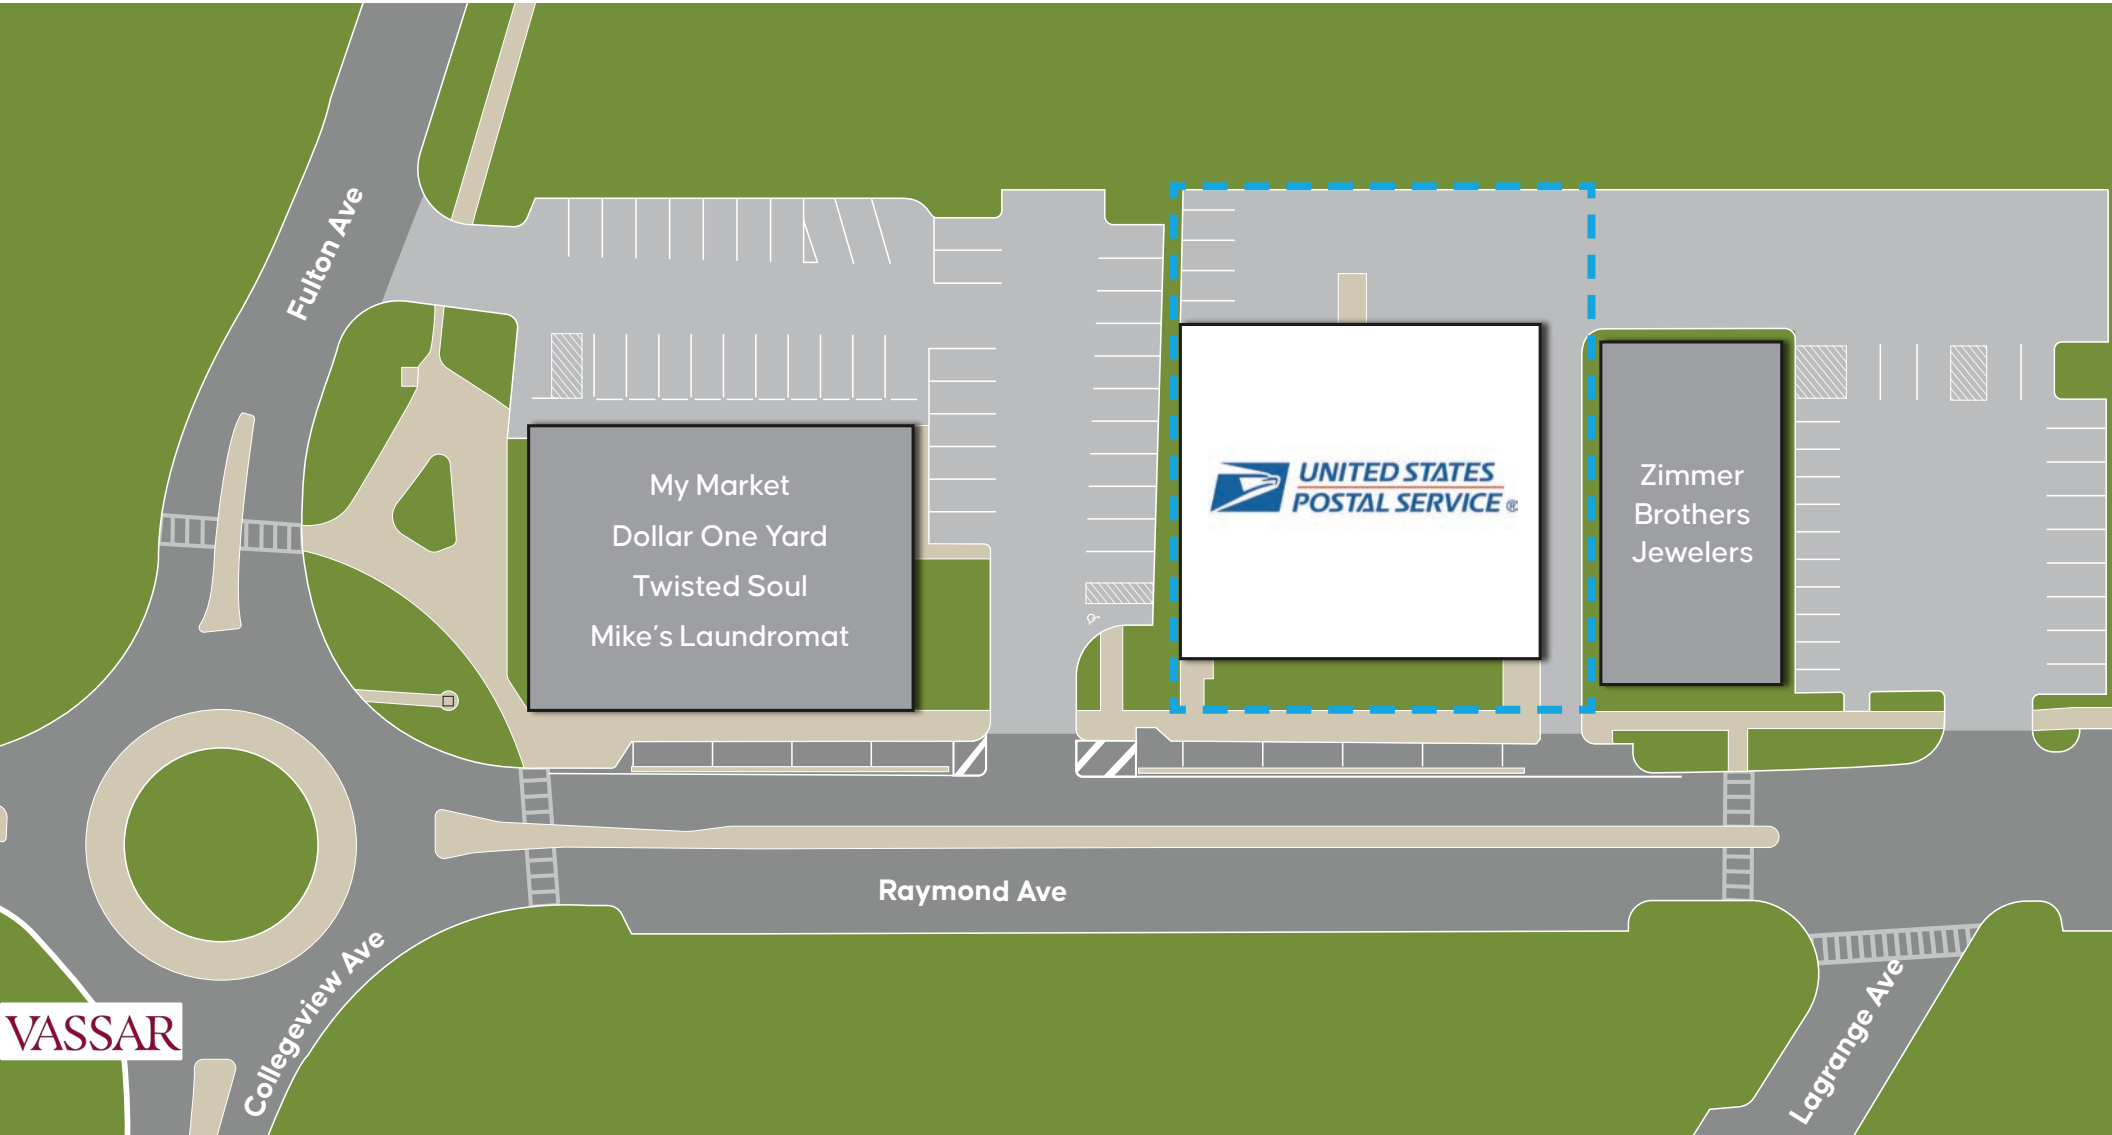 Fulton Ave
My Market
Dollar One Yard
Twisted Soul
Mike's Laundromat
UNITED STATES
POSTAL SERVICE ®
Zimmer
Brothers
Jewelers
Raymond Ave
Collegeview Ave
VASSAR
Lagrange Ave